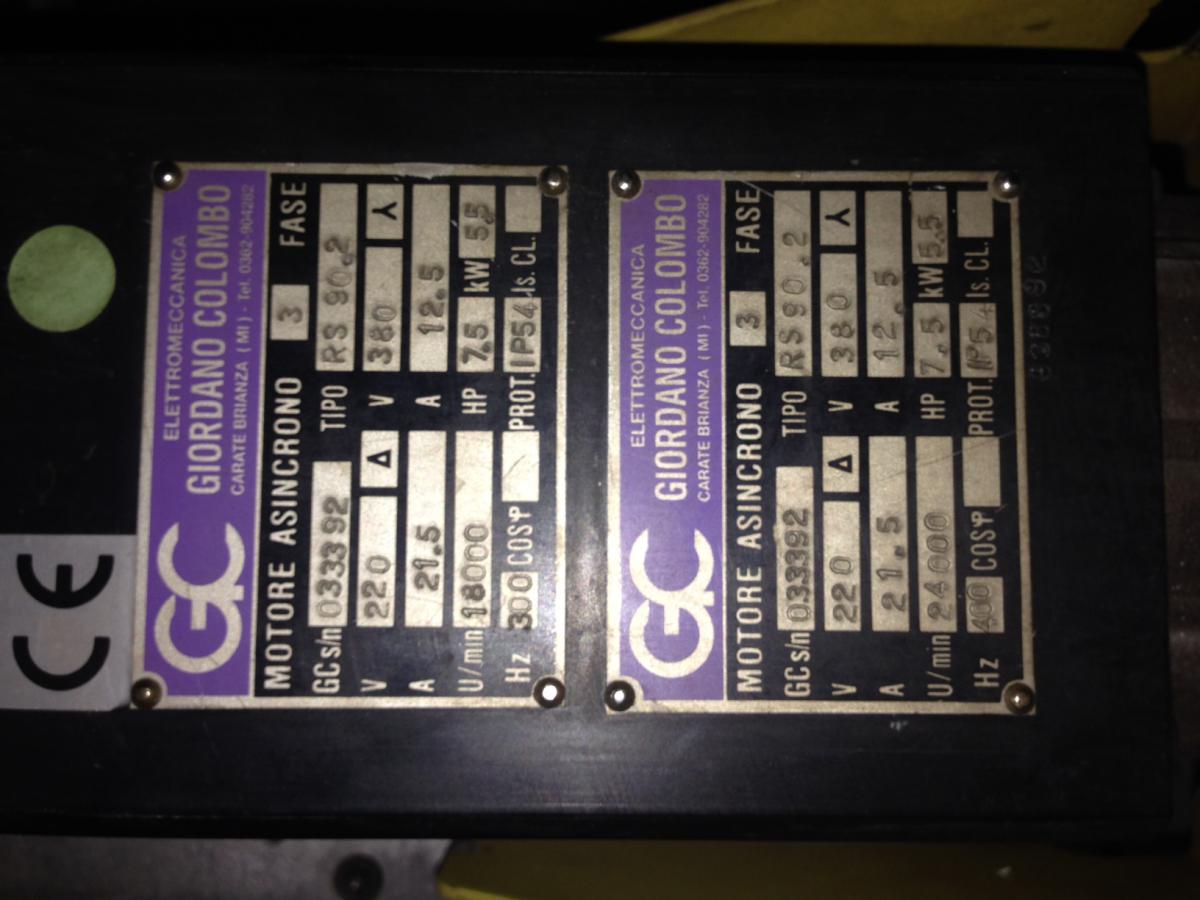 CE
GC
ELETTROMECCANICA
GIORDANO COLOMBO
CARATE BRIANZA (MI) - Tel. 0362-904282
MOTORE ASINCRONO 3 FASE
GC s/n 033392 TIPO RS 90.2
V 220 Δ V 380 Y
A 21.5 A 12.5
U/min 18000 HP 7.5 kW 5.5
Hz 300 COSφ PROT. IP54 Is. CL.
GC
ELETTROMECCANICA
GIORDANO COLOMBO
CARATE BRIANZA (MI) - Tel. 0362-904282
MOTORE ASINCRONO 3 FASE
GC s/n 033392 TIPO RS90.2
V 220 Δ V 380 Y
A 21.5 A 12.5
U/min 24000 HP 7.5 kW 5.5
Hz 400 COSφ PROT. IP54 Is. CL.